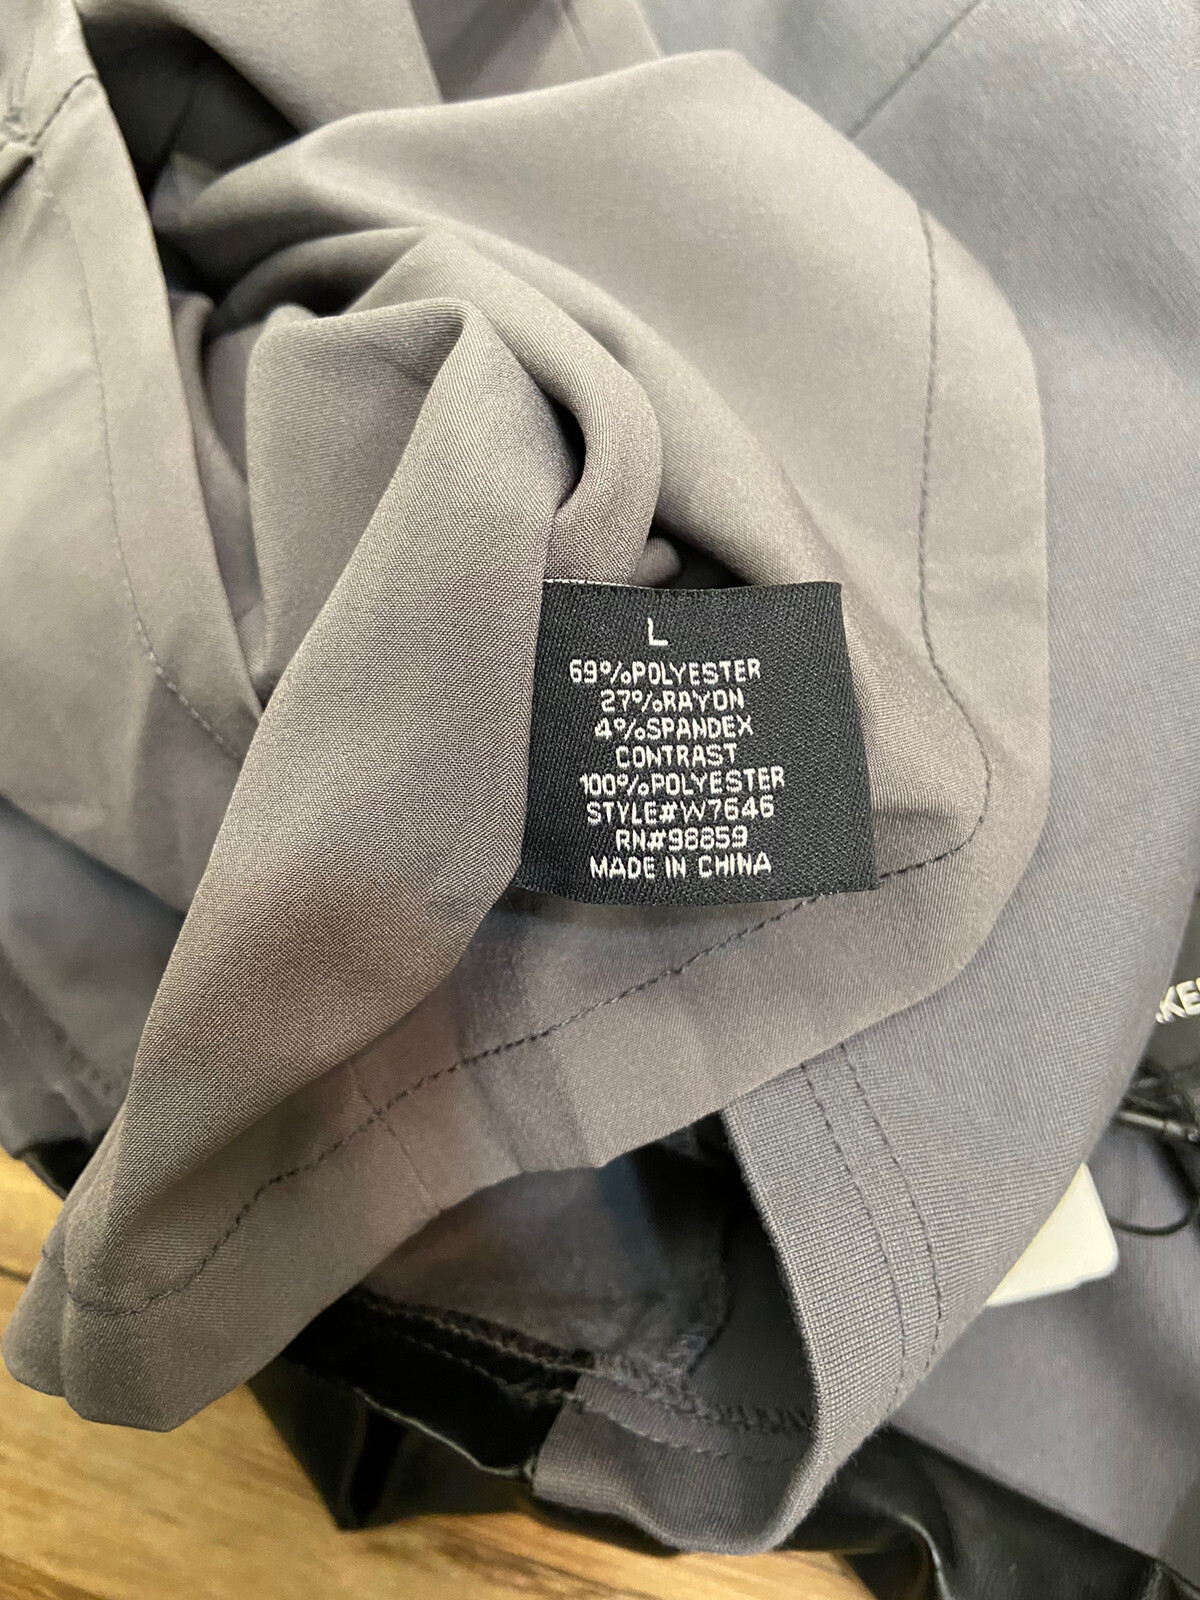 L
69%POLYESTER
27%RAYON
4%SPANDEX
CONTRAST
100%POLYESTER
STYLE#W7646
RN#98859
MADE IN CHINA